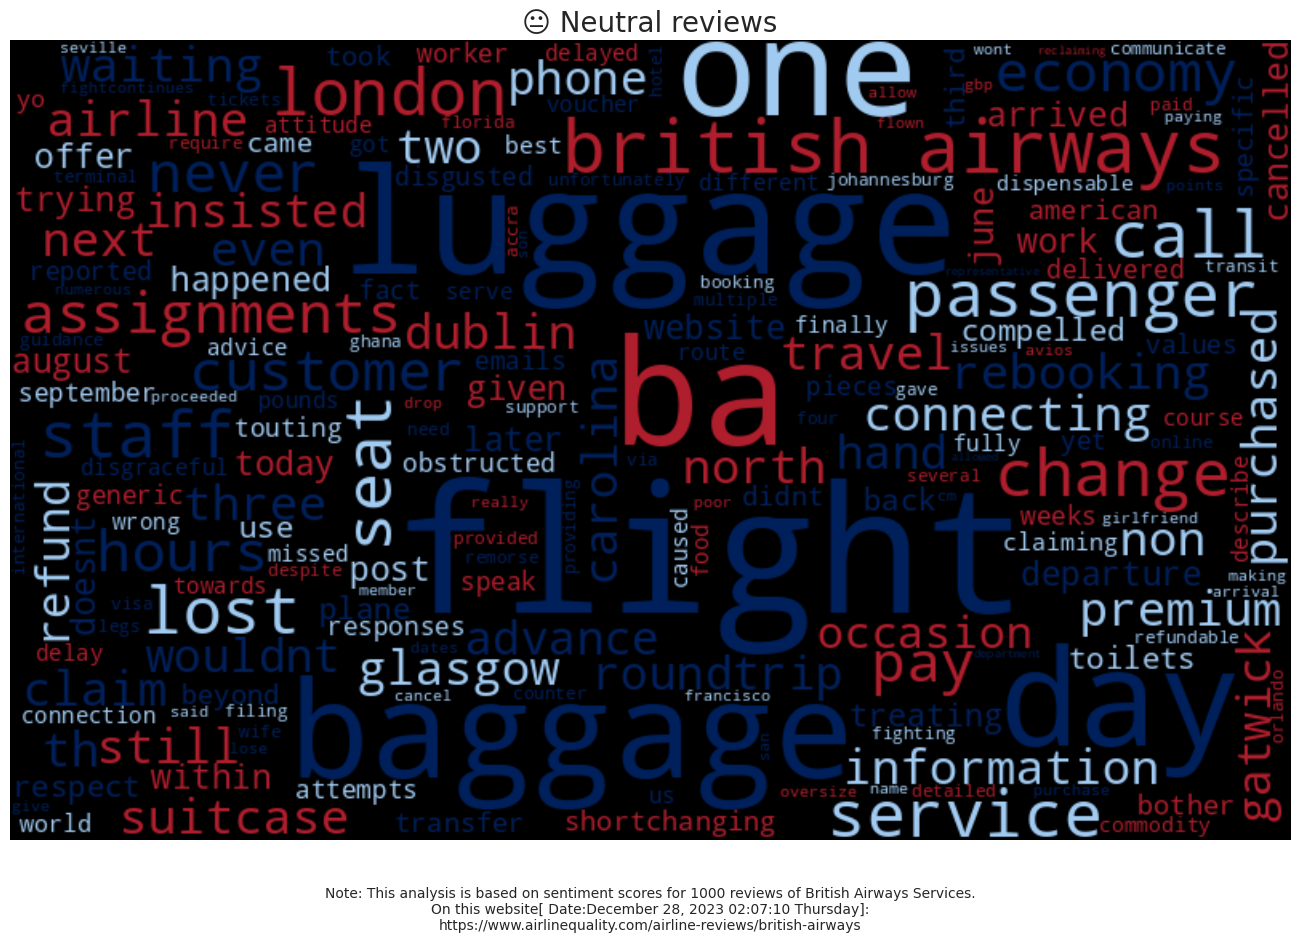 😐 Neutral reviews
seville
waiting
took
worker
delayed
hotel
phone
one
wont
reclaiming
communicate
economy
third
fightcontinues
tickets
london
voucher
allow
gbp
yo
airline
attitude
florida
flown
arrived
paid
paying
specific
cancelled
require
came
got
two
best
british airways
offer
terminal
never
disgusted
unfortunately
different
johannesburg
dispensable
points
trying
insisted
luggage
accra
son
june
american
call
next
even
work
reported
happened
fact
serve
booking
representative
delivered
transit
numerous
multiple
passenger
assignments
ghana
dublin
website
finally
compelled
guidance
advice
route
travel
issues
avios
values
august
customer
emails
ba
purchased
september
proceeded
pounds
given
carolina
pieces
gave
rebooking
seat
drop
support
four
connecting
course
staff
touting
need
later
hand
fully
yet
online
disgraceful
today
obstructed
via
north
several
allowed
change
international
generic
three
really
didnt
back
cm
describe
refund
wrong
use
flight
providing
poor
weeks
girlfriend
doesnt
hours
missed
provided
remorse
caused
food
claiming
non
despite
post
speak
departure
making
towards
member
arrival
visa
legs
lost
plane
premium
responses
advance
occasion
refundable
delay
wouldnt
dates
department
glasgow
roundtrip
pay
toilets
gatwick
orlando
claim
beyond
cancel
counter
francisco
day
connection
said
filing
baggage
treating
th
still
wife
lose
san
fighting
respect
within
attempts
us
information
give
oversize
name
detailed
purchase
bother
world
suitcase
transfer
shortchanging
service
commodity
Note: This analysis is based on sentiment scores for 1000 reviews of British Airways Services.
On this website[ Date:December 28, 2023 02:07:10 Thursday]:
https://www.airlinequality.com/airline-reviews/british-airways